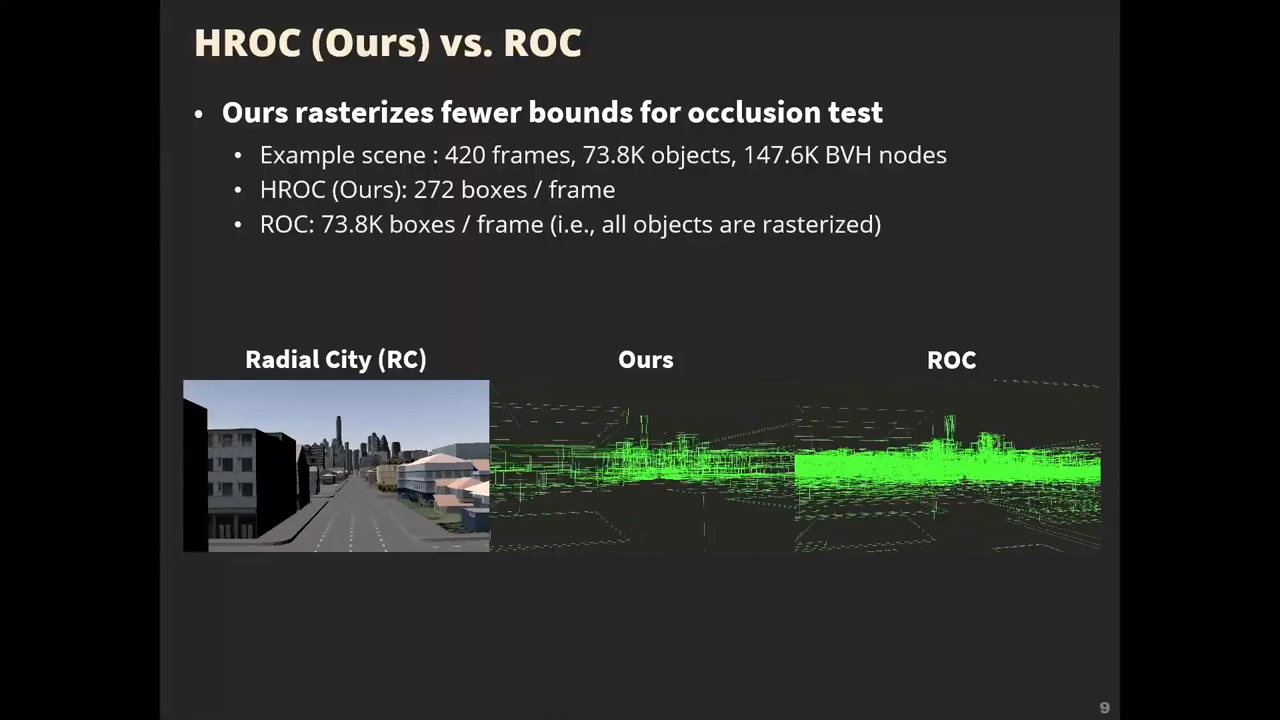 HROC (Ours) vs. ROC
• Ours rasterizes fewer bounds for occlusion test
• Example scene : 420 frames, 73.8K objects, 147.6K BVH nodes
• HROC (Ours): 272 boxes / frame
• ROC: 73.8K boxes / frame (i.e., all objects are rasterized)
Radial City (RC)
Ours
ROC
9